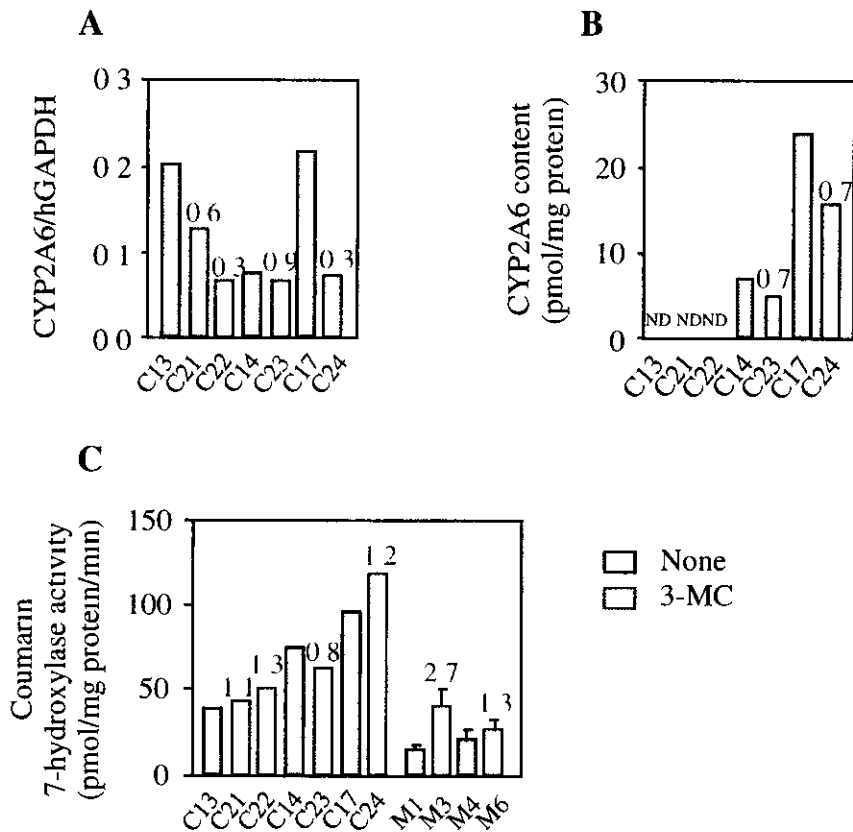 A
CYP2A6/hGAPDH
0 3
0 2
0 1
0 0
0 6
0 3
0 9
0 3
C13
C21
C22
C14
C23
C17
C24
B
CYP2A6 content
(pmol/mg protein)
30
20
10
0
ND
ND
ND
0 7
0 7
C13
C21
C22
C14
C23
C17
C24
C
Coumarin
7-hydroxylase activity
(pmol/mg protein/min)
150
100
50
0
1 1
1 3
0 8
1 2
2 7
1 3
C13
C21
C22
C14
C23
C17
C24
M1
M3
M4
M6
None
3-MC